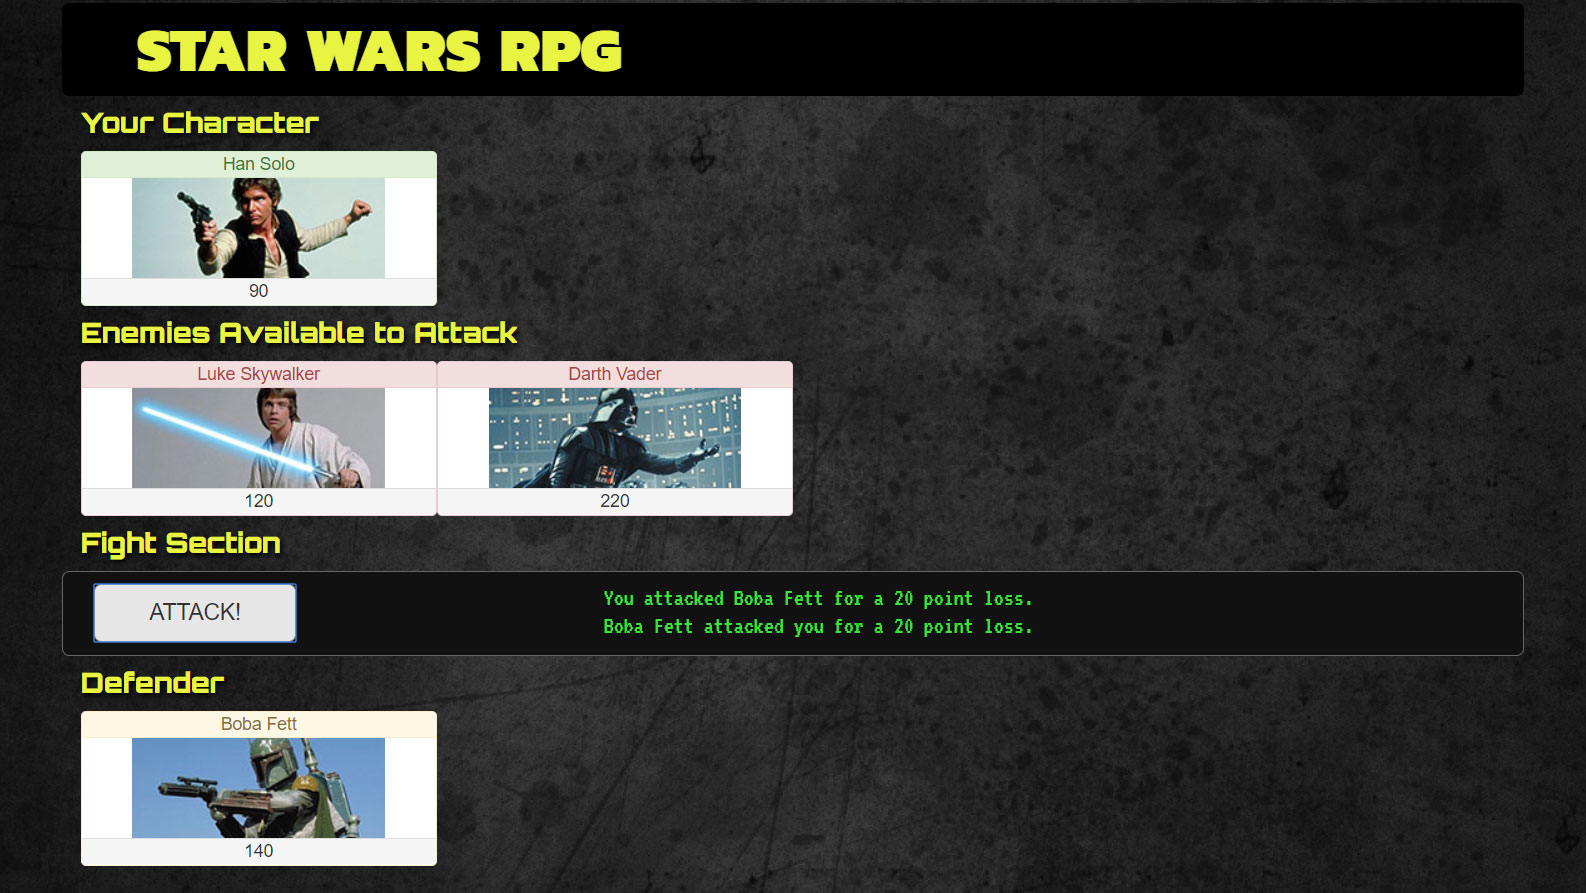 STAR WARS RPG
Your Character
Han Solo
90
Enemies Available to Attack
Luke Skywalker
120
Darth Vader
220
Fight Section
ATTACK!
You attacked Boba Fett for a 20 point loss.
Boba Fett attacked you for a 20 point loss.
Defender
Boba Fett
140